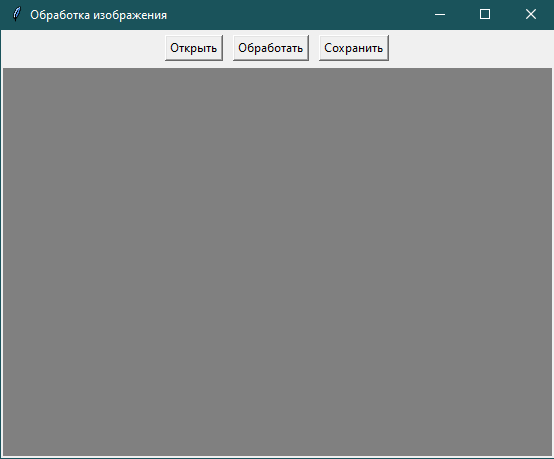 Обработка изображения
Открыть Обработать Сохранить